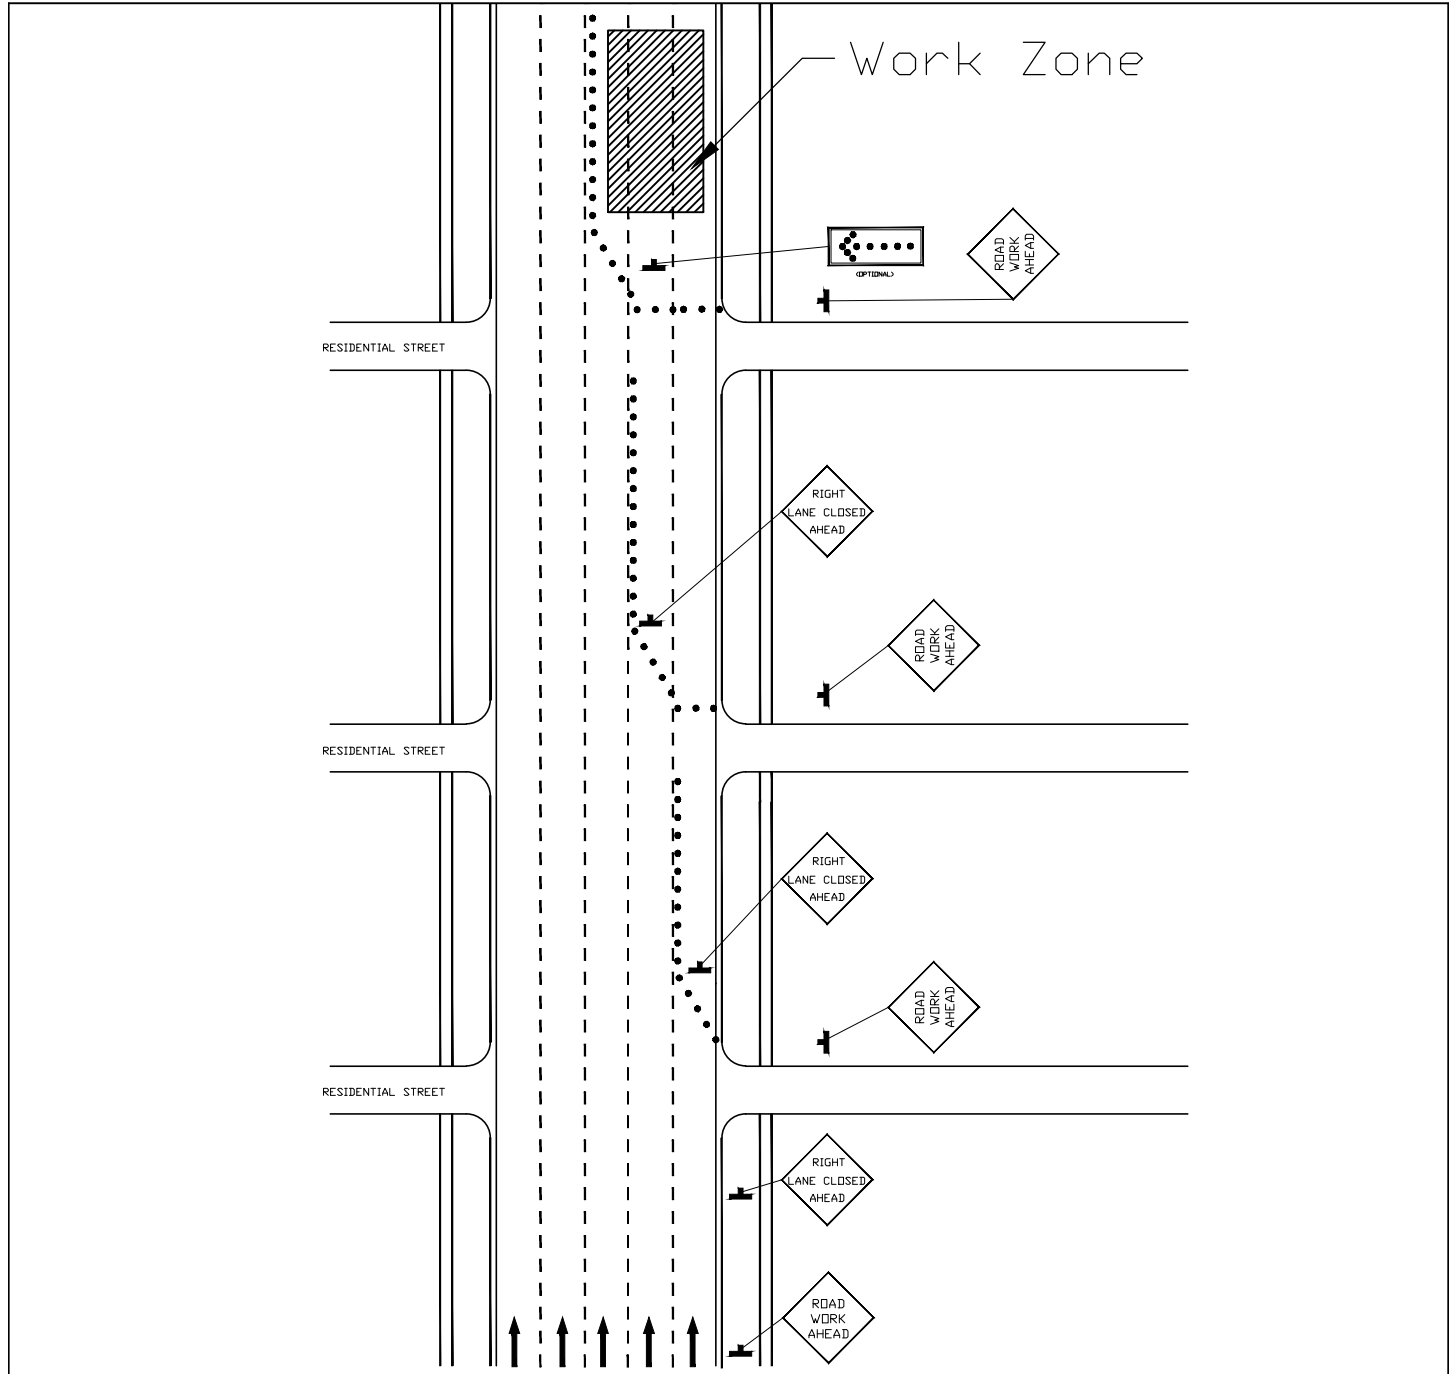 Work Zone
(OPTIONAL)
ROAD
WORK
AHEAD
RESIDENTIAL STREET
RIGHT
LANE CLOSED
AHEAD
ROAD
WORK
AHEAD
RESIDENTIAL STREET
RIGHT
LANE CLOSED
AHEAD
ROAD
WORK
AHEAD
RESIDENTIAL STREET
RIGHT
LANE CLOSED
AHEAD
ROAD
WORK
AHEAD